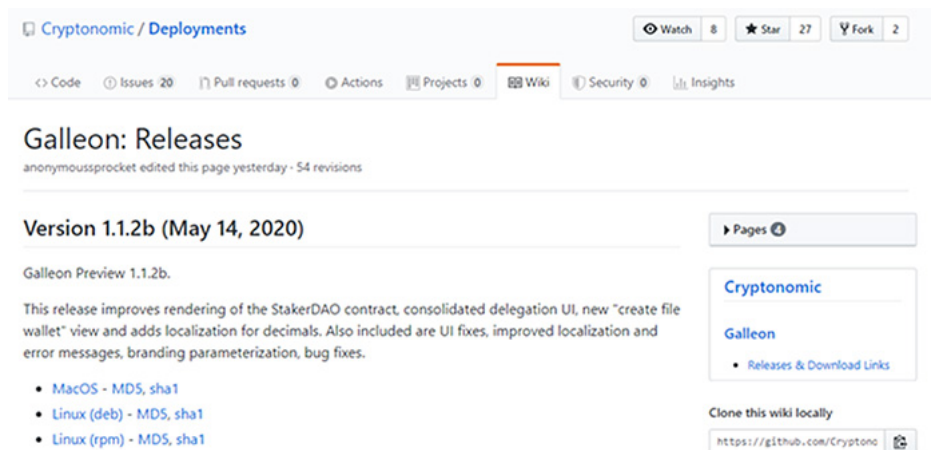 Cryptonomic / Deployments
Watch 8 Star 27 Fork 2
<> Code Issues 20 Pull requests 0 Actions Projects 0 Wiki Security 0 Insights
Galleon: Releases
anonymoussprocket edited this page yesterday · 54 revisions
Version 1.1.2b (May 14, 2020)
Galleon Preview 1.1.2b.
This release improves rendering of the StakerDAO contract, consolidated delegation UI, new "create file
wallet" view and adds localization for decimals. Also included are UI fixes, improved localization and
error messages, branding parameterization, bug fixes.
• MacOS - MD5, sha1
• Linux (deb) - MD5, sha1
• Linux (rpm) - MD5, sha1
Pages 4
Cryptonomic
Galleon
• Releases & Download Links
Clone this wiki locally
https://github.com/Cryptono